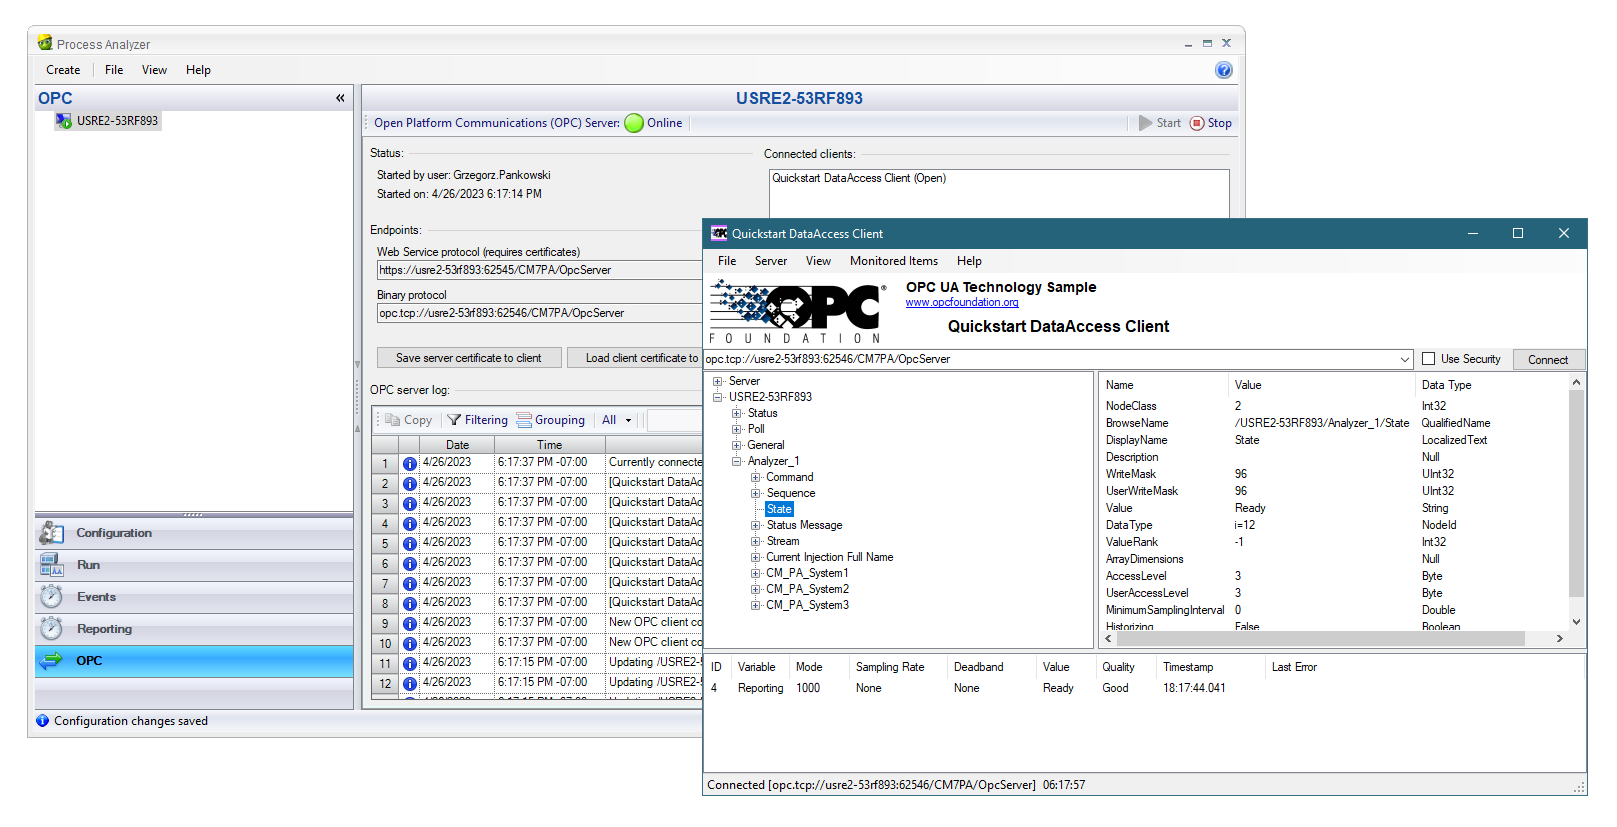 Process Analyzer
Create File View Help
OPC «
USRE2-53RF893
USRE2-53RF893
Open Platform Communications (OPC) Server: Online Start Stop
Status:
Started by user: Grzegorz.Pankowski
Started on: 4/26/2023 6:17:14 PM
Connected clients:
Quickstart DataAccess Client (Open)
Endpoints:
Web Service protocol (requires certificates)
https://usre2-53rf893:62545/CM7PA/OpcServer
Binary protocol
opc.tcp://usre2-53rf893:62546/CM7PA/OpcServer
Save server certificate to client Load client certificate to
OPC server log:
Copy Filtering Grouping All
Date Time
1 4/26/2023 6:17:37 PM -07:00 Currently connecte
2 4/26/2023 6:17:37 PM -07:00 [Quickstart DataAc
3 4/26/2023 6:17:37 PM -07:00 [Quickstart DataAc
4 4/26/2023 6:17:37 PM -07:00 [Quickstart DataAc
5 4/26/2023 6:17:37 PM -07:00 [Quickstart DataAc
6 4/26/2023 6:17:37 PM -07:00 [Quickstart DataAc
7 4/26/2023 6:17:37 PM -07:00 [Quickstart DataAc
8 4/26/2023 6:17:37 PM -07:00 [Quickstart DataAc
9 4/26/2023 6:17:37 PM -07:00 New OPC client co
10 4/26/2023 6:17:37 PM -07:00 New OPC client co
11 4/26/2023 6:17:15 PM -07:00 Updating /USRE2-5
12 4/26/2023 6:17:15 PM -07:00 Updating /USRE2-5
Configuration
Run
Events
Reporting
OPC
Configuration changes saved
Quickstart DataAccess Client
File Server View Monitored Items Help
OPC
FOUNDATION
OPC UA Technology Sample
www.opcfoundation.org
Quickstart DataAccess Client
opc.tcp://usre2-53rf893:62546/CM7PA/OpcServer Use Security Connect
Server
USRE2-53RF893
Status
Poll
General
Analyzer_1
Command
Sequence
State
Status Message
Stream
Current Injection Full Name
CM_PA_System1
CM_PA_System2
CM_PA_System3
Name Value Data Type
NodeClass 2 Int32
BrowseName /USRE2-53RF893/Analyzer_1/State QualifiedName
DisplayName State LocalizedText
Description Null
WriteMask 96 UInt32
UserWriteMask 96 UInt32
Value Ready String
DataType i=12 NodeId
ValueRank -1 Int32
ArrayDimensions Null
AccessLevel 3 Byte
UserAccessLevel 3 Byte
MinimumSamplingInterval 0 Double
Historizing False Boolean
ID Variable Mode Sampling Rate Deadband Value Quality Timestamp Last Error
4 Reporting 1000 None None Ready Good 18:17:44.041
Connected [opc.tcp://usre2-53rf893:62546/CM7PA/OpcServer] 06:17:57